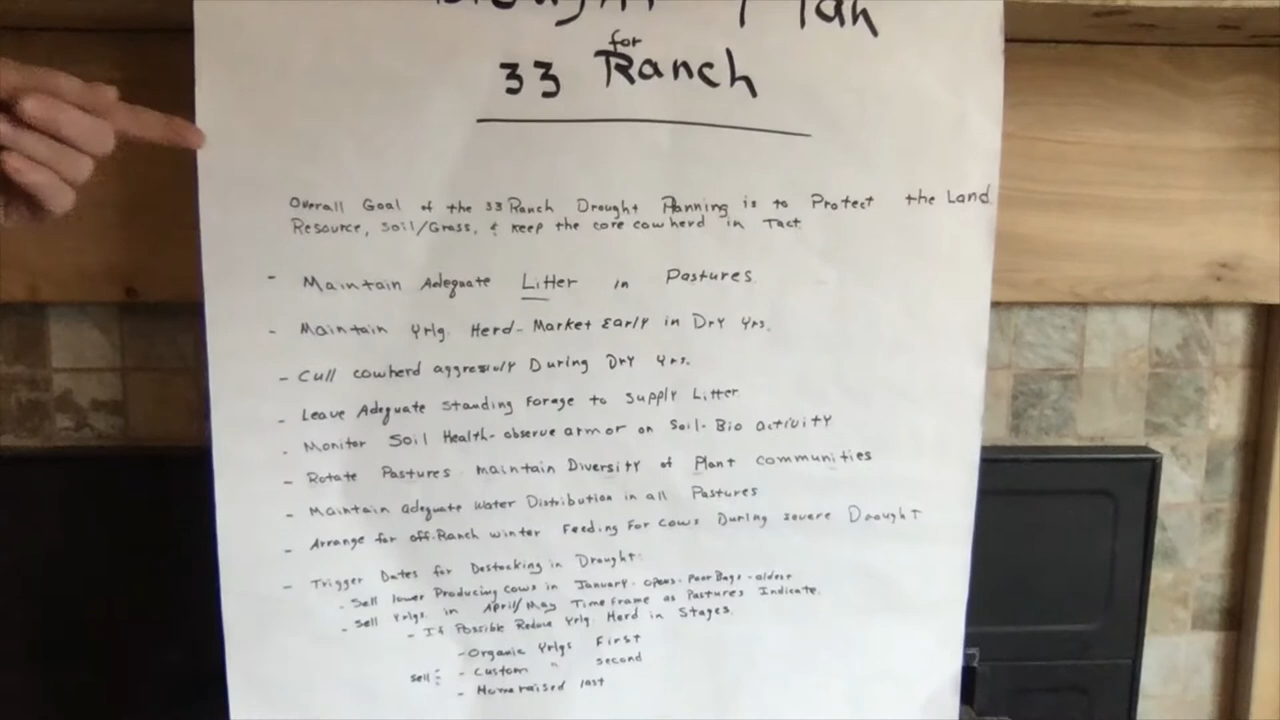 Drought Plan
for
33 Ranch
Overall Goal of the 33 Ranch Drought Planning is to Protect the Land
Resource, Soil/Grass, & Keep the core cowherd in Tact.
- Maintain Adequate Litter in Pastures
- Maintain Yrlg. Herd - Market Early in Dry Yrs.
- Cull cowherd aggresivly During Dry Yrs.
- Leave Adequate Standing Forage to Supply Litter
- Monitor Soil Health - observe armor on Soil - Bio activity
- Rotate Pastures maintain Diversity of Plant Communities
- Maintain adequate Water Distribution in all Pastures
- Arrange for off-Ranch winter Feeding For Cows During severe Drought
- Trigger Dates for Destocking in Drought:
- Sell lower Producing Cows in January - opens - Poor Bags - oldest
- Sell Yrlgs. in April/May Timeframe as Pastures Indicate.
- If Possible Reduce Yrlg. Herd in Stages.
- Organic Yrlgs First
Sell: - Custom " second
- Home raised last